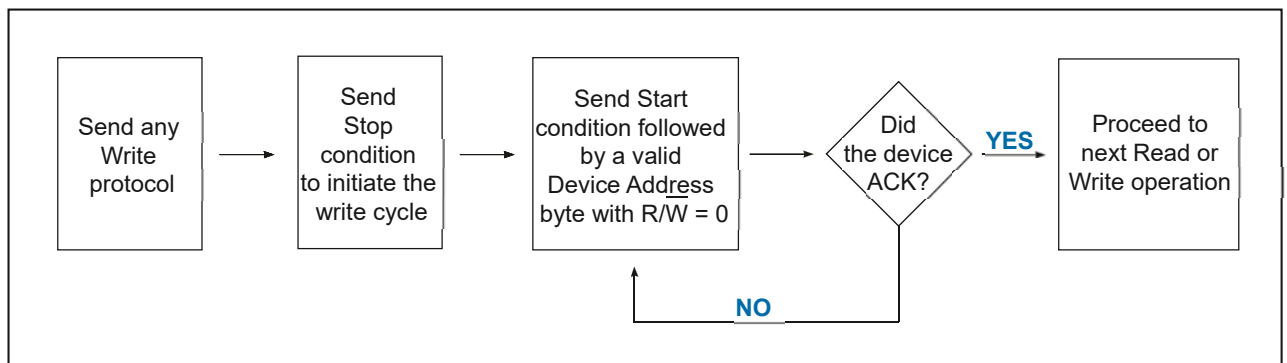 Send any
Write
protocol
Send
Stop
condition
to initiate the
write cycle
Send Start
condition followed
by a valid
Device Address
byte with R/W̅ = 0
Did
the device
ACK?
YES
NO
Proceed to
next Read or
Write operation